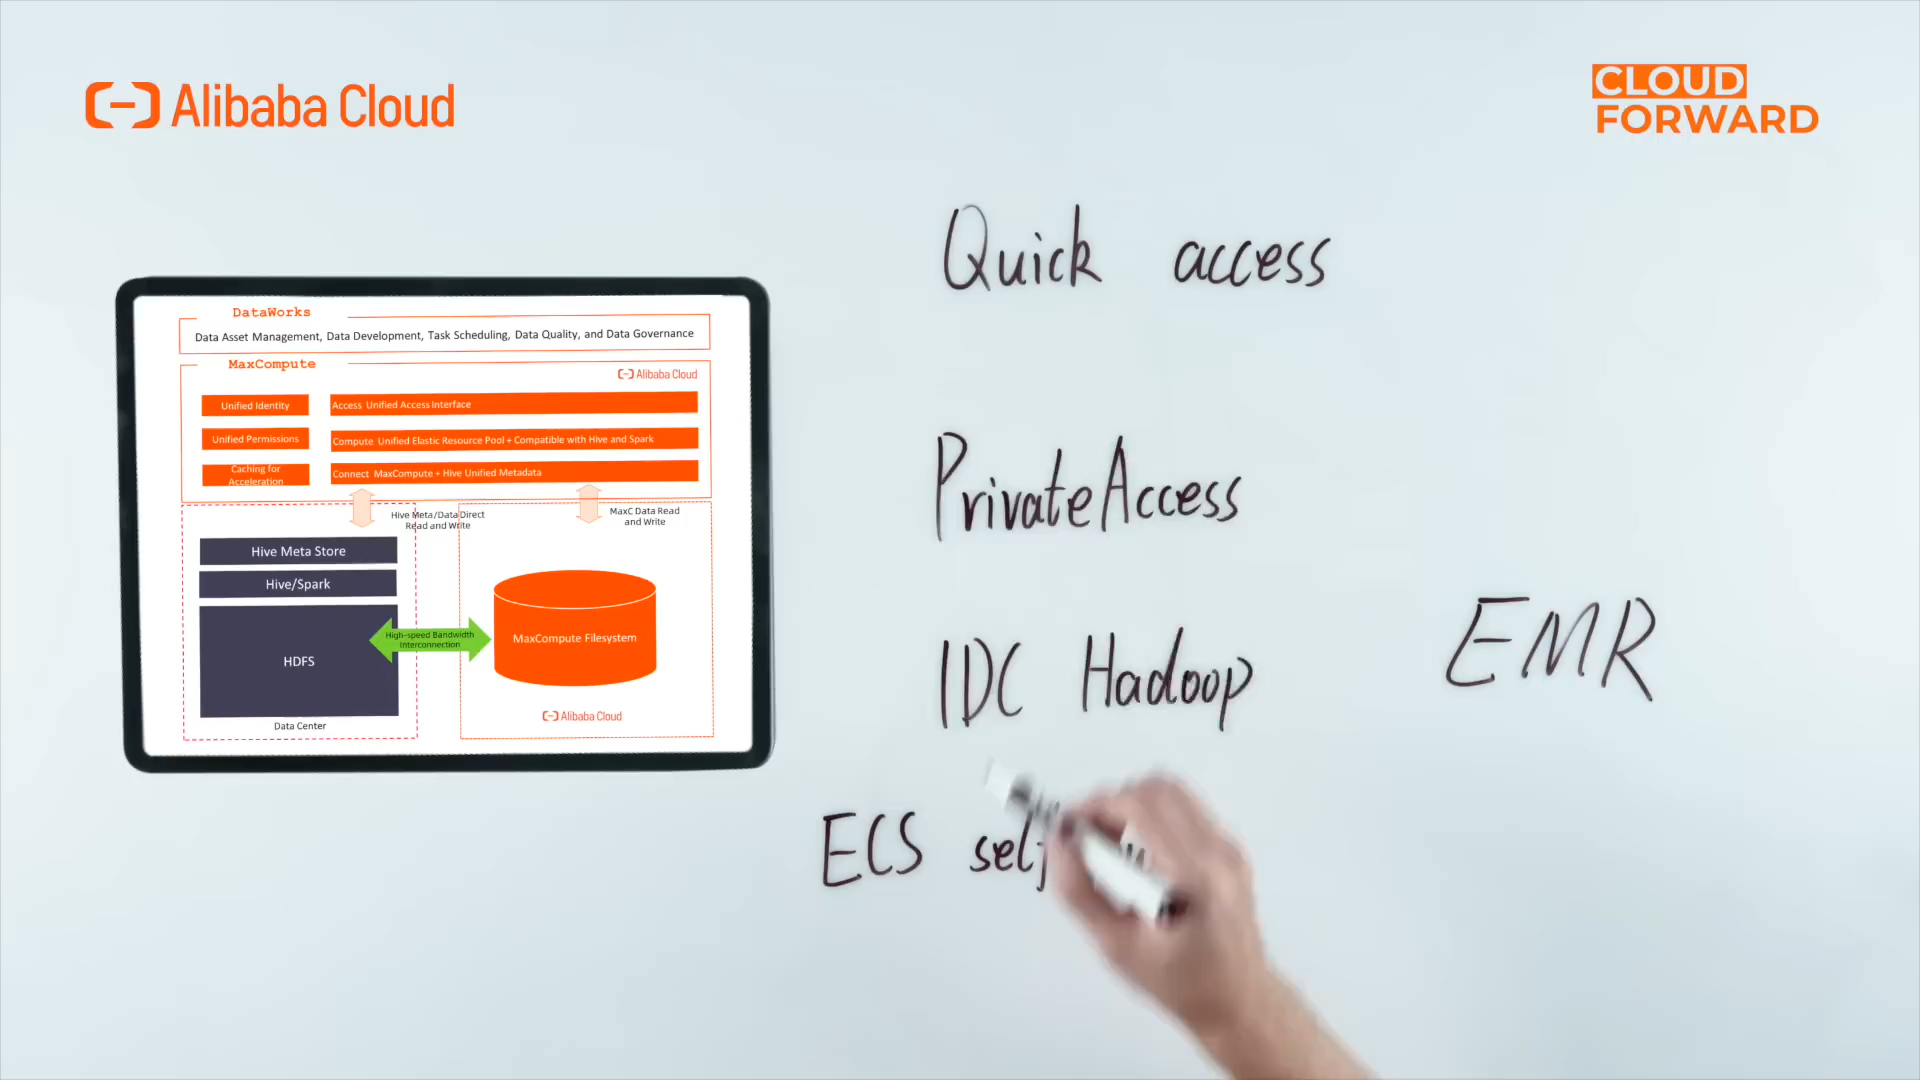 Alibaba Cloud
CLOUD
FORWARD
DataWorks
Data Asset Management, Data Development, Task Scheduling, Data Quality, and Data Governance
MaxCompute
Alibaba Cloud
Unified Identity
Access Unified Access Interface
Unified Permissions
Compute Unified Elastic Resource Pool + Compatible with Hive and Spark
Caching for
Acceleration
Connect MaxCompute + Hive Unified Metadata
Hive Meta/Data Direct
Read and Write
MaxC Data Read
and Write
Hive Meta Store
Hive/Spark
HDFS
High-speed Bandwidth
Interconnection
MaxCompute Filesystem
Data Center
Alibaba Cloud
Quick access
PrivateAccess
IDC Hadoop
EMR
ECS